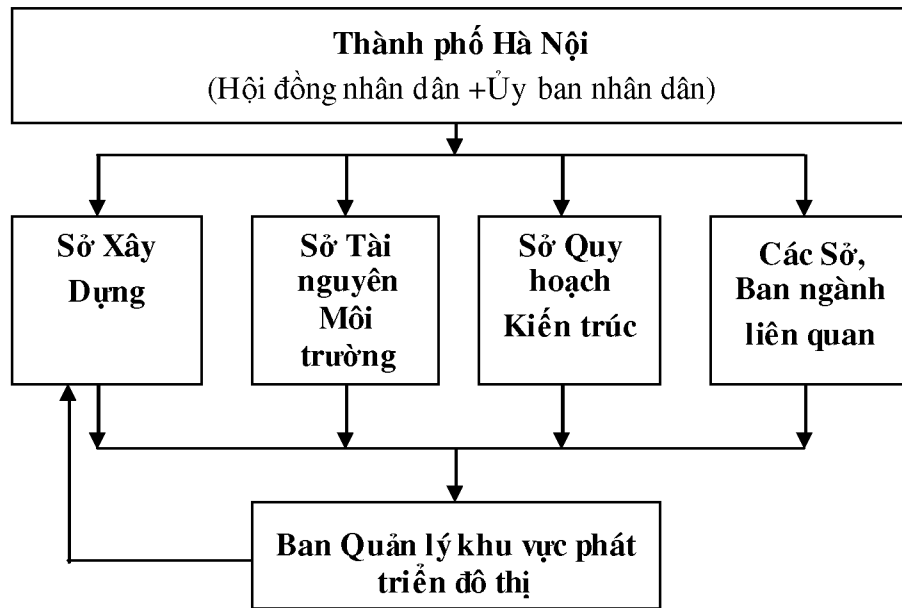 Thành phố Hà Nội
(Hội đồng nhân dân +Ủy ban nhân dân)
Sở Xây
Dựng
Sở Tài
nguyên
Môi
trường
Sở Quy
hoạch
Kiến trúc
Các Sở,
Ban ngành
liên quan
Ban Quản lý khu vực phát
triển đô thị